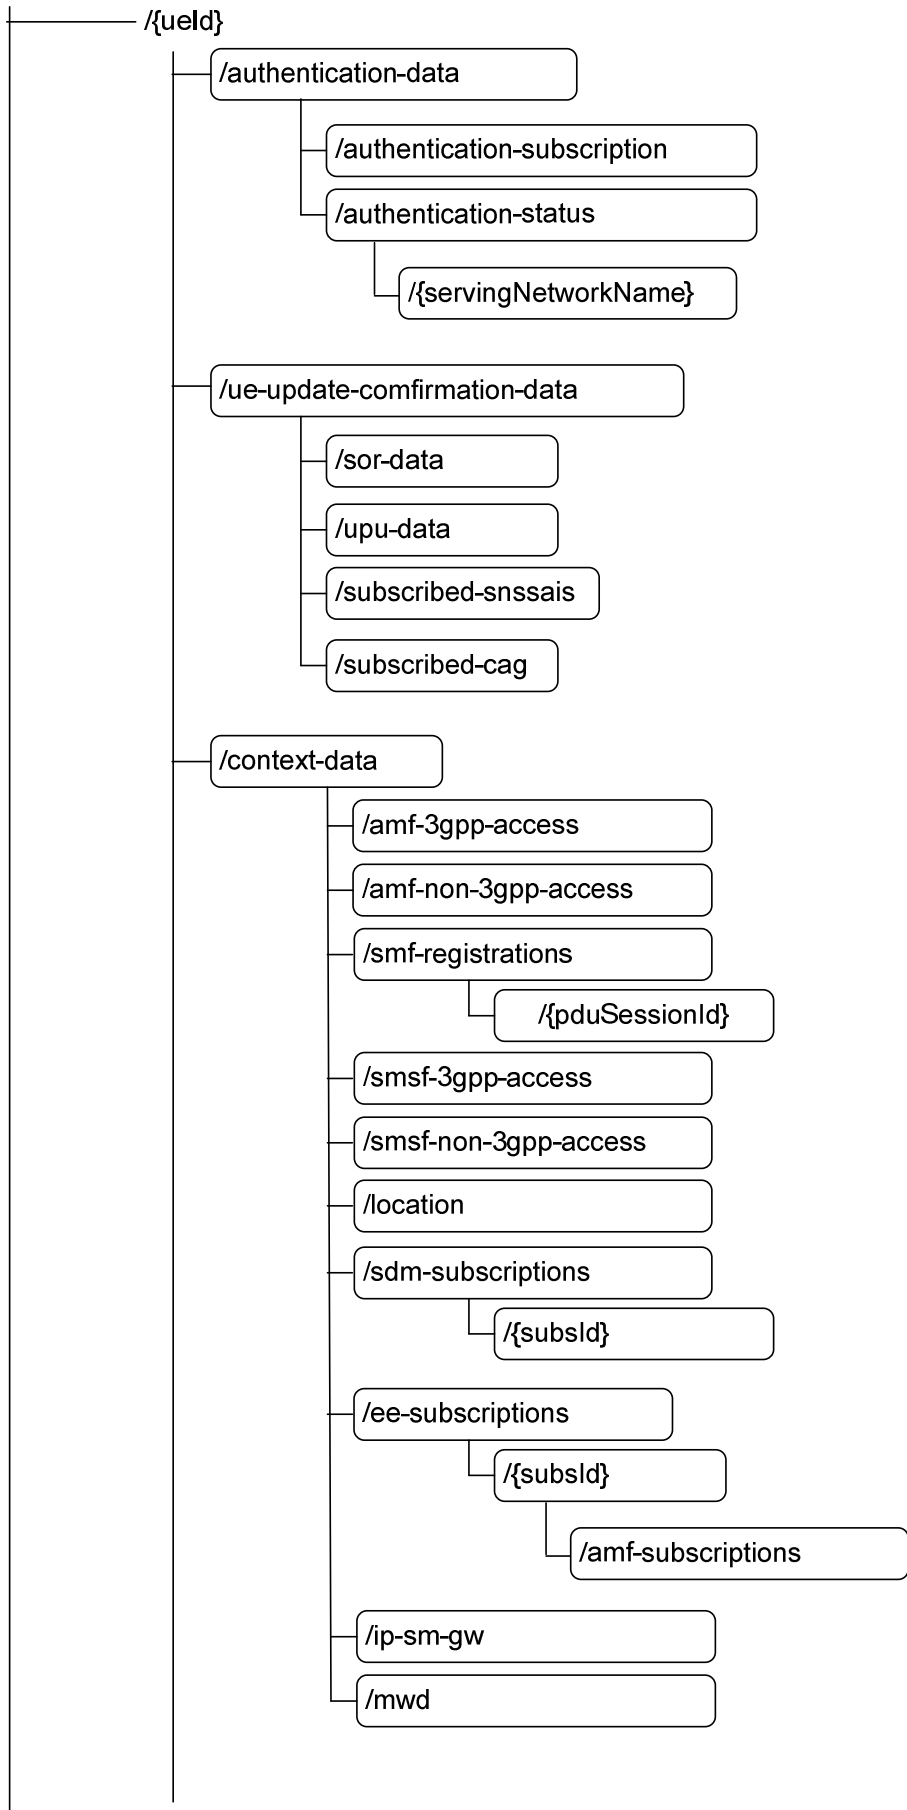 /{ueId}
/authentication-data
/authentication-subscription
/authentication-status
/{servingNetworkName}
/ue-update-comfirmation-data
/sor-data
/upu-data
/subscribed-snssais
/subscribed-cag
/context-data
/amf-3gpp-access
/amf-non-3gpp-access
/smf-registrations
/{pduSessionId}
/smsf-3gpp-access
/smsf-non-3gpp-access
/location
/sdm-subscriptions
/{subsId}
/ee-subscriptions
/{subsId}
/amf-subscriptions
/ip-sm-gw
/mwd